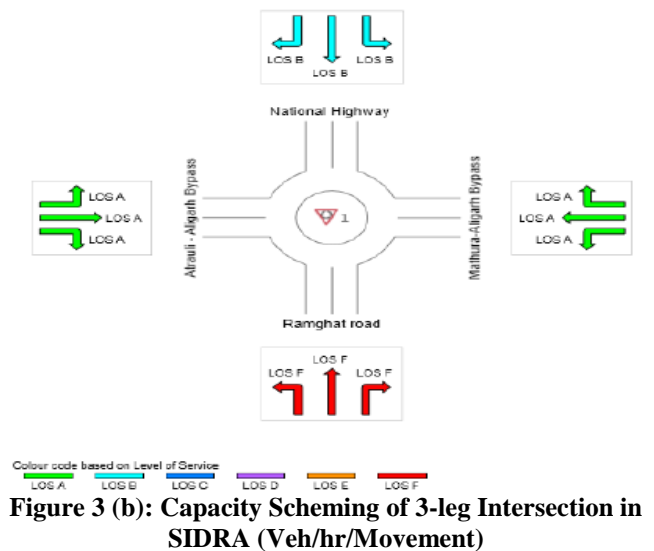 LOS B LOS B
LOS B
National Highway
LOS A
LOS A
LOS A
Atrauli - Aligarh Bypass
1
Mathura-Aligarh Bypass
LOS A
LOS A
LOS A
Ramghat road
LOS F
LOS F LOS F
Colour code based on Level of Service
LOS A LOS B LOS C LOS D LOS E LOS F
Figure 3 (b): Capacity Scheming of 3-leg Intersection in
SIDRA (Veh/hr/Movement)